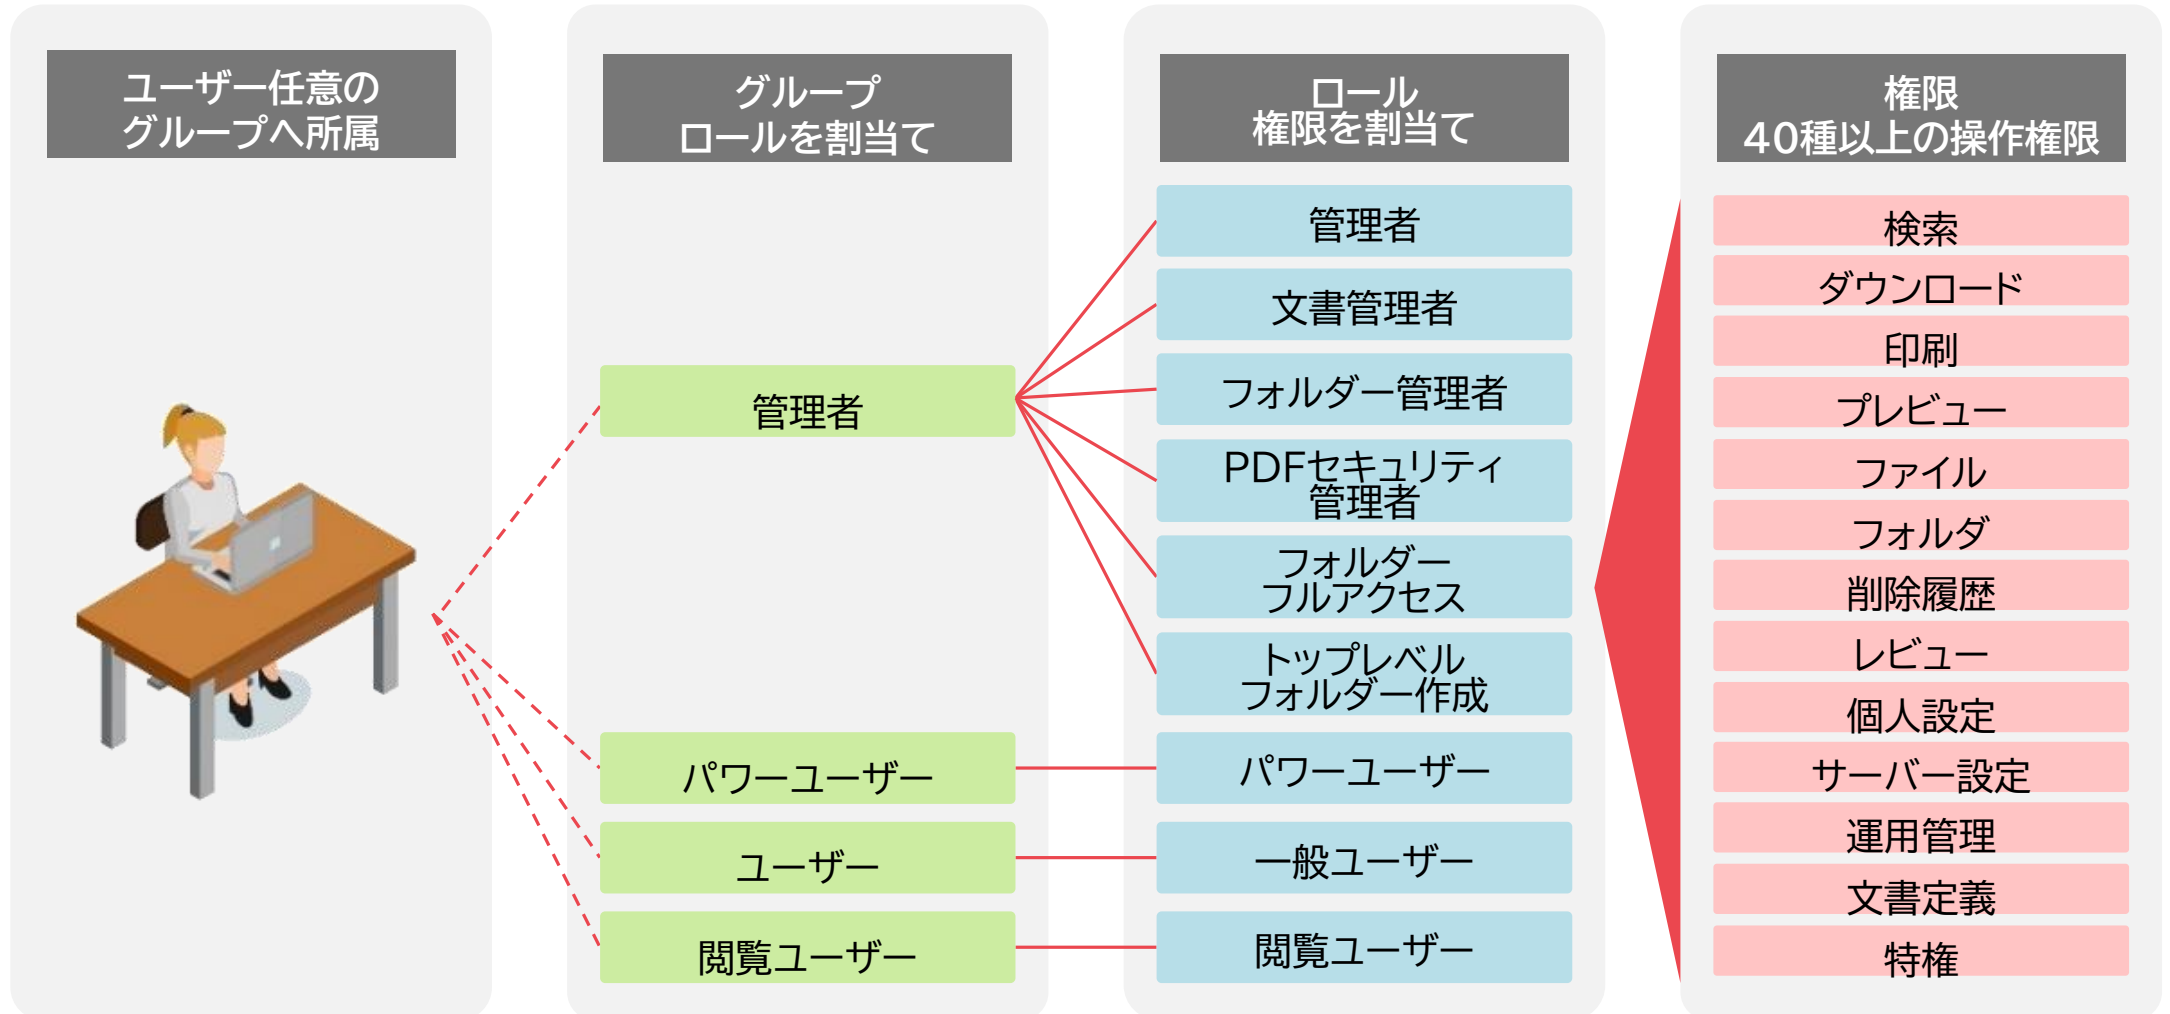 ユーザー任意の
グループへ所属
グループ
ロールを割当て
管理者
パワーユーザー
ユーザー
閲覧ユーザー
ロール
権限を割当て
管理者
文書管理者
フォルダー管理者
PDFセキュリティ
管理者
フォルダー
フルアクセス
トップレベル
フォルダー作成
パワーユーザー
一般ユーザー
閲覧ユーザー
権限
40種以上の操作権限
検索
ダウンロード
印刷
プレビュー
ファイル
フォルダ
削除履歴
レビュー
個人設定
サーバー設定
運用管理
文書定義
特権